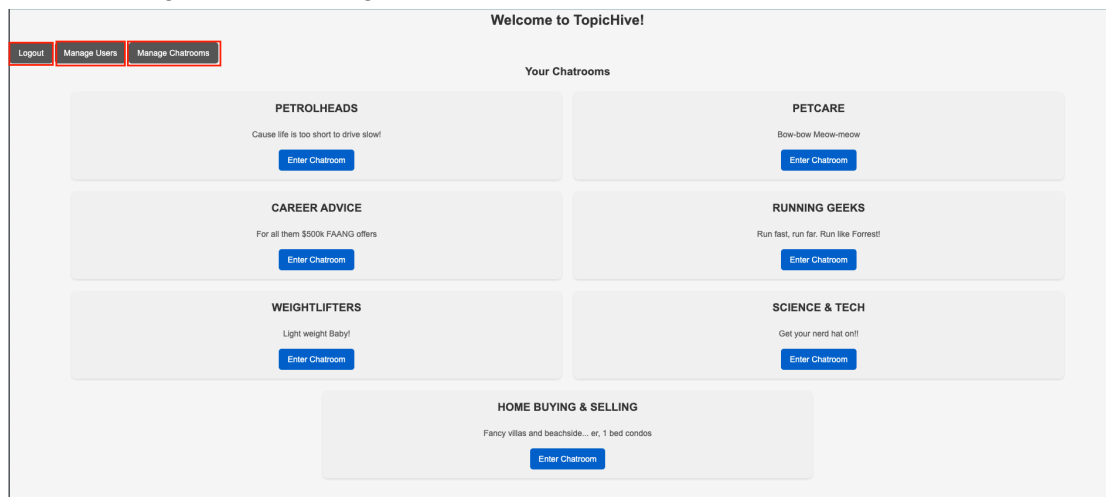 Welcome to TopicHive!
Logout Manage Users Manage Chatrooms
Your Chatrooms
PETROLHEADS
Cause life is too short to drive slow!
Enter Chatroom
PETCARE
Bow-bow Meow-meow
Enter Chatroom
CAREER ADVICE
For all them $500k FAANG offers
Enter Chatroom
RUNNING GEEKS
Run fast, run far. Run like Forrest!
Enter Chatroom
WEIGHTLIFTERS
Light weight Baby!
Enter Chatroom
SCIENCE & TECH
Get your nerd hat on!!
Enter Chatroom
HOME BUYING & SELLING
Fancy villas and beachside... er, 1 bed condos
Enter Chatroom